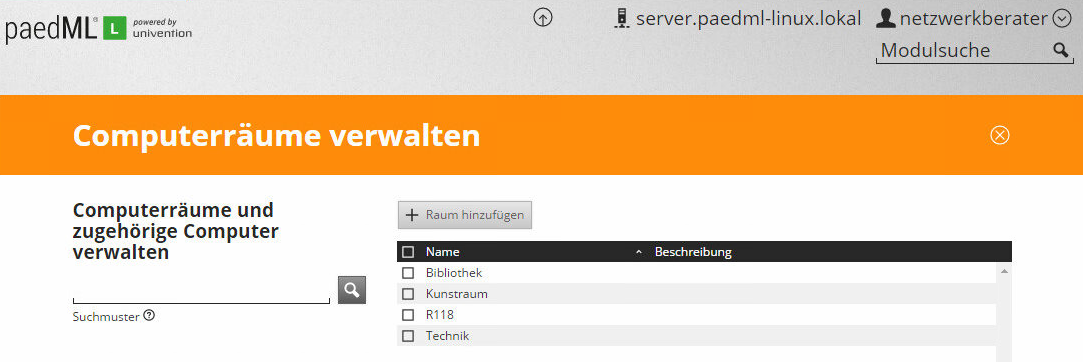 paedML L powered by univention
server.paedml-linux.lokal
netzwerkberater
Modulsuche
Computerräume verwalten
Computerräume und
zugehörige Computer
verwalten
Suchmuster
Raum hinzufügen
Name Beschreibung
Bibliothek
Kunstraum
R118
Technik